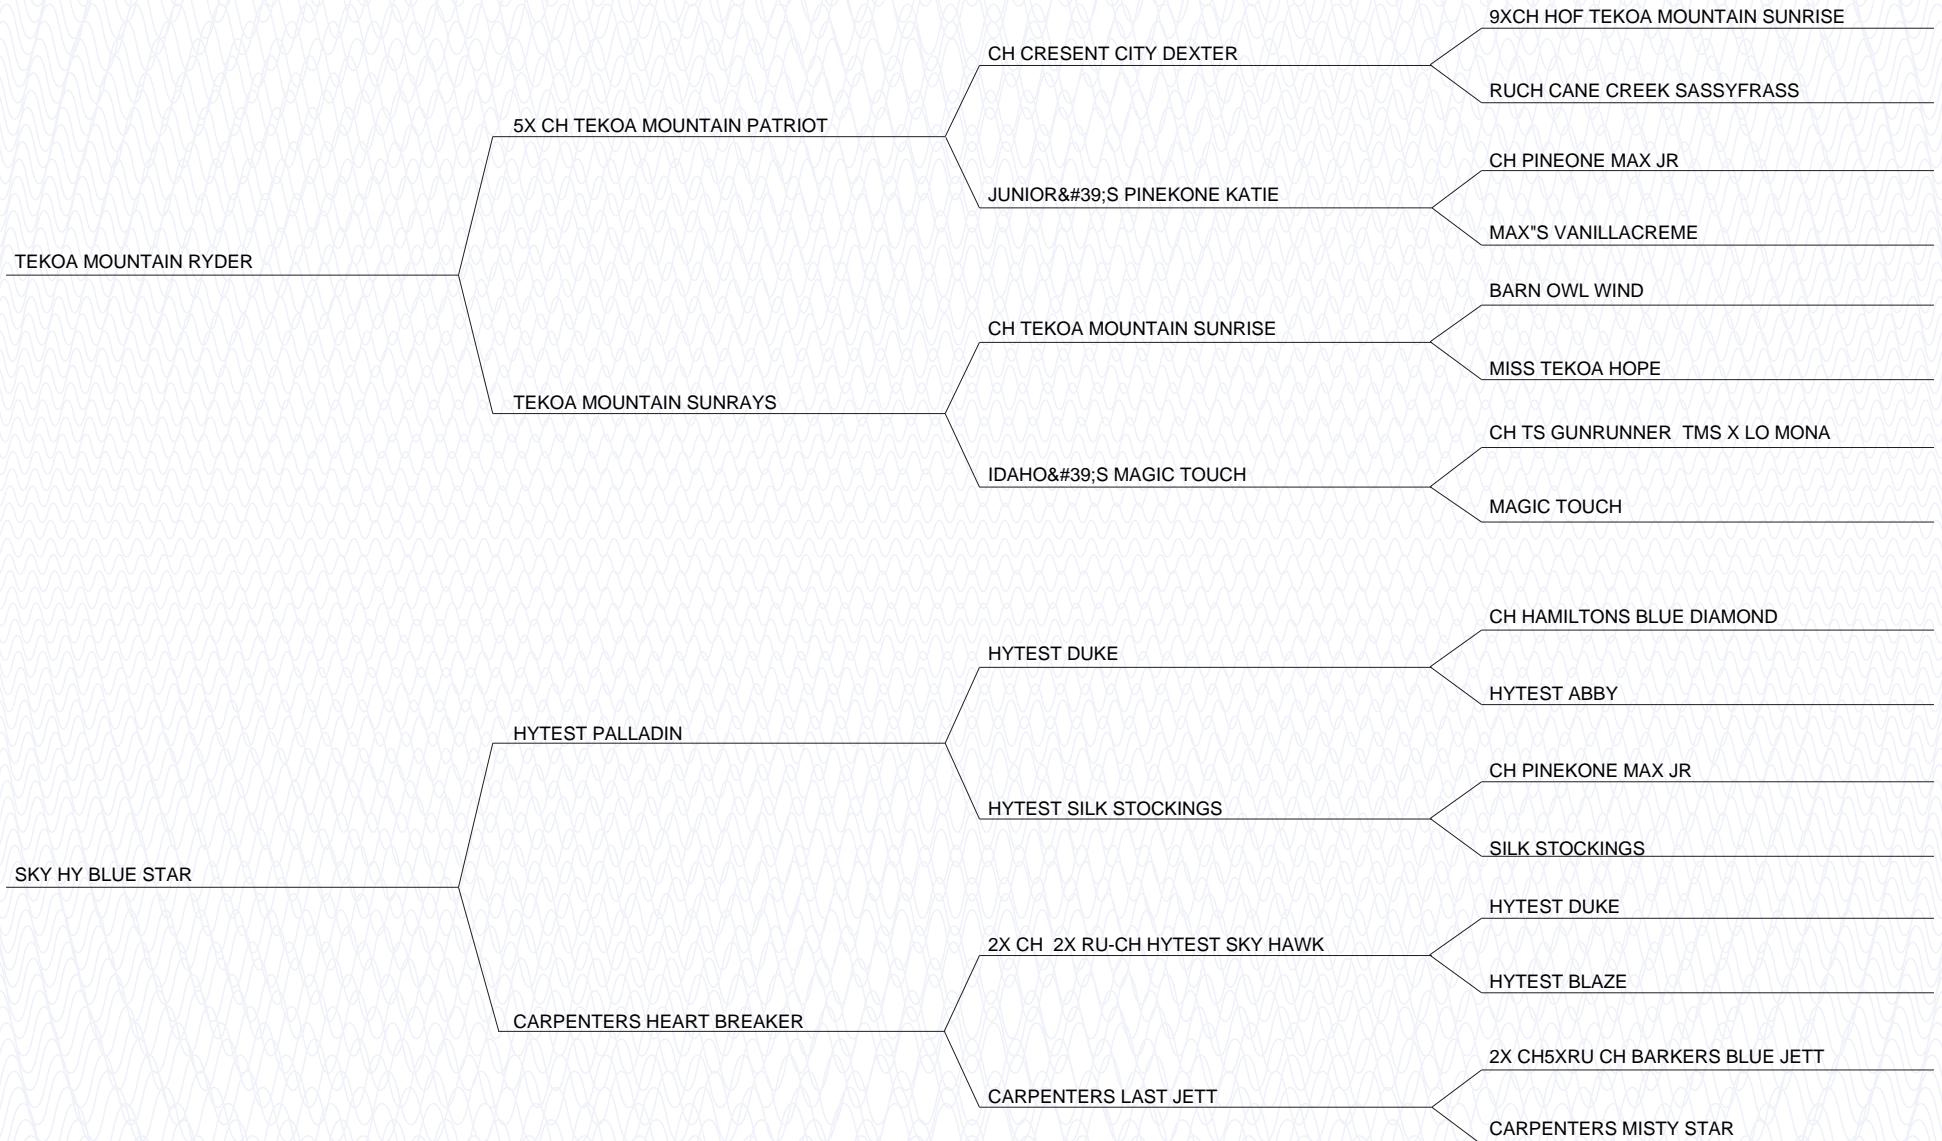 9XCH HOF TEKOA MOUNTAIN SUNRISE
CH CRESENT CITY DEXTER
RUCH CANE CREEK SASSYFRASS
5X CH TEKOA MOUNTAIN PATRIOT
CH PINEONE MAX JR
JUNIOR&#39;S PINEKONE KATIE
MAX"S VANILLACREME
TEKOA MOUNTAIN RYDER
BARN OWL WIND
CH TEKOA MOUNTAIN SUNRISE
MISS TEKOA HOPE
TEKOA MOUNTAIN SUNRAYS
CH TS GUNRUNNER  TMS X LO MONA
IDAHO&#39;S MAGIC TOUCH
MAGIC TOUCH
CH HAMILTONS BLUE DIAMOND
HYTEST DUKE
HYTEST ABBY
HYTEST PALLADIN
CH PINEKONE MAX JR
HYTEST SILK STOCKINGS
SILK STOCKINGS
SKY HY BLUE STAR
HYTEST DUKE
2X CH  2X RU-CH HYTEST SKY HAWK
HYTEST BLAZE
CARPENTERS HEART BREAKER
2X CH5XRU CH BARKERS BLUE JETT
CARPENTERS LAST JETT
CARPENTERS MISTY STAR